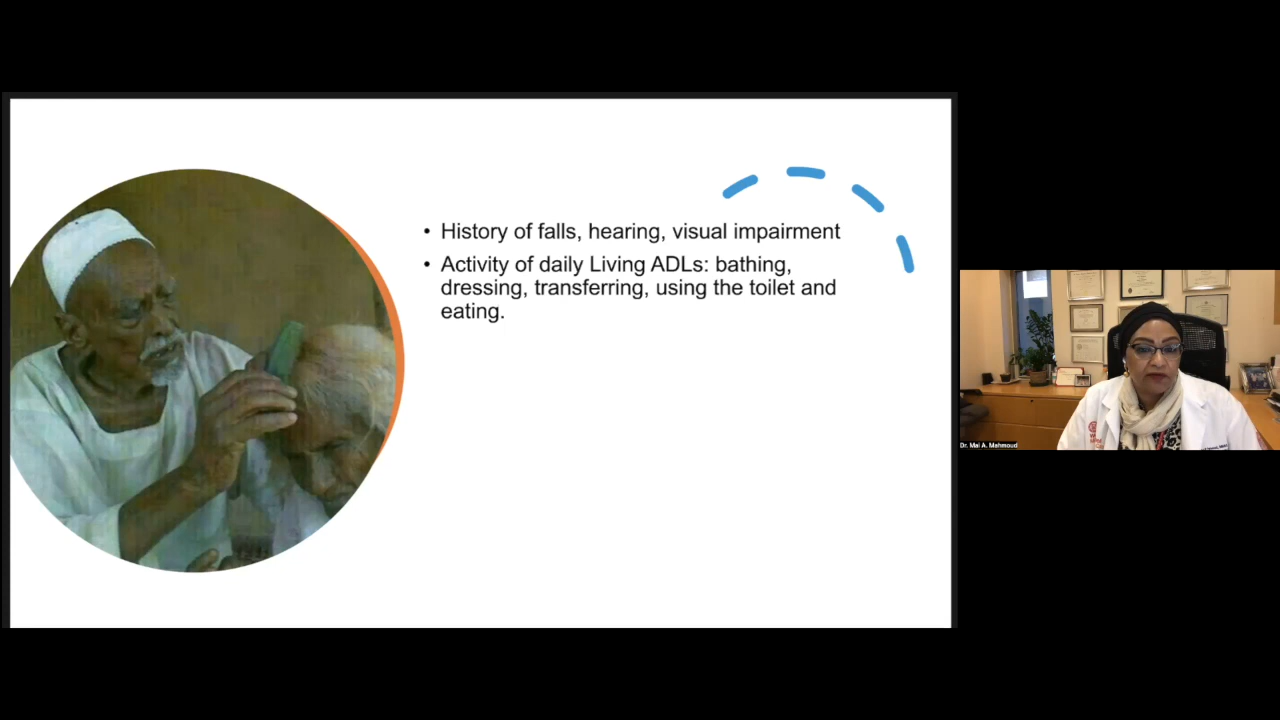 • History of falls, hearing, visual impairment
• Activity of daily Living ADLs: bathing,
dressing, transferring, using the toilet and
eating.
Dr. Mai A. Mahmoud